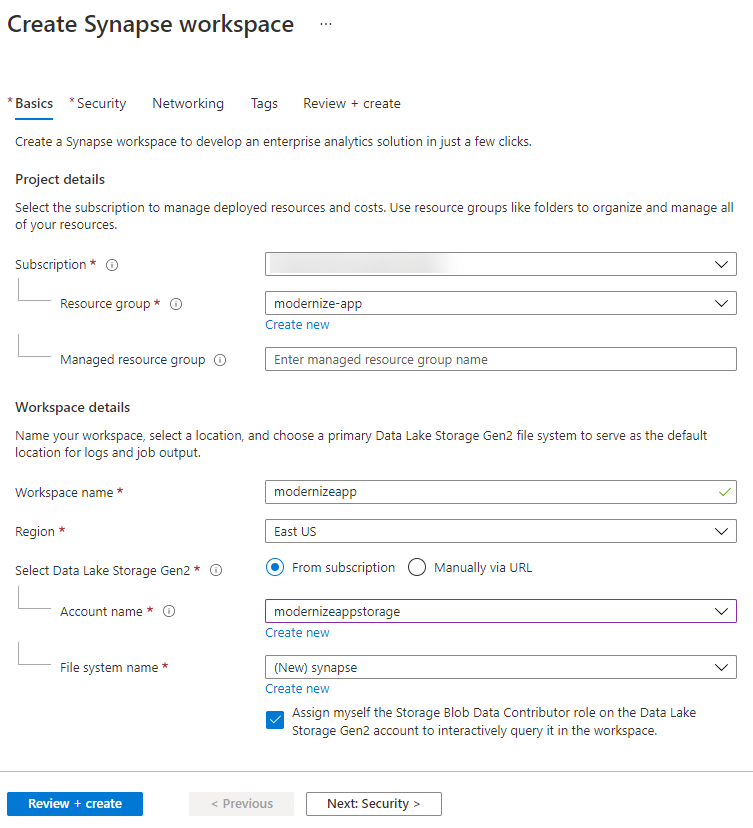 Create Synapse workspace ...
* Basics * Security Networking Tags Review + create
Create a Synapse workspace to develop an enterprise analytics solution in just a few clicks.
Project details
Select the subscription to manage deployed resources and costs. Use resource groups like folders to organize and manage all
of your resources.
Subscription *
Resource group * modernize-app
Create new
Managed resource group Enter managed resource group name
Workspace details
Name your workspace, select a location, and choose a primary Data Lake Storage Gen2 file system to serve as the default
location for logs and job output.
Workspace name * modernizeapp
Region * East US
Select Data Lake Storage Gen2 * From subscription Manually via URL
Account name * modernizeappstorage
Create new
File system name * (New) synapse
Create new
Assign myself the Storage Blob Data Contributor role on the Data Lake
Storage Gen2 account to interactively query it in the workspace.
Review + create < Previous Next: Security >